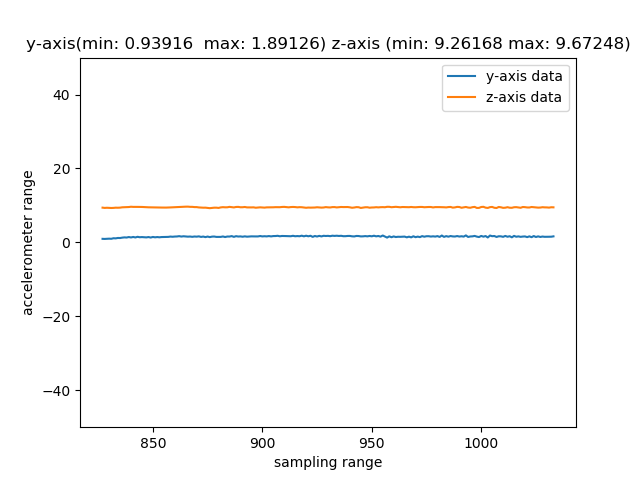 y-axis(min: 0.93916  max: 1.89126) z-axis (min: 9.26168 max: 9.67248)
y-axis data
z-axis data
accelerometer range
40
20
0
−20
−40
850
900
950
1000
sampling range